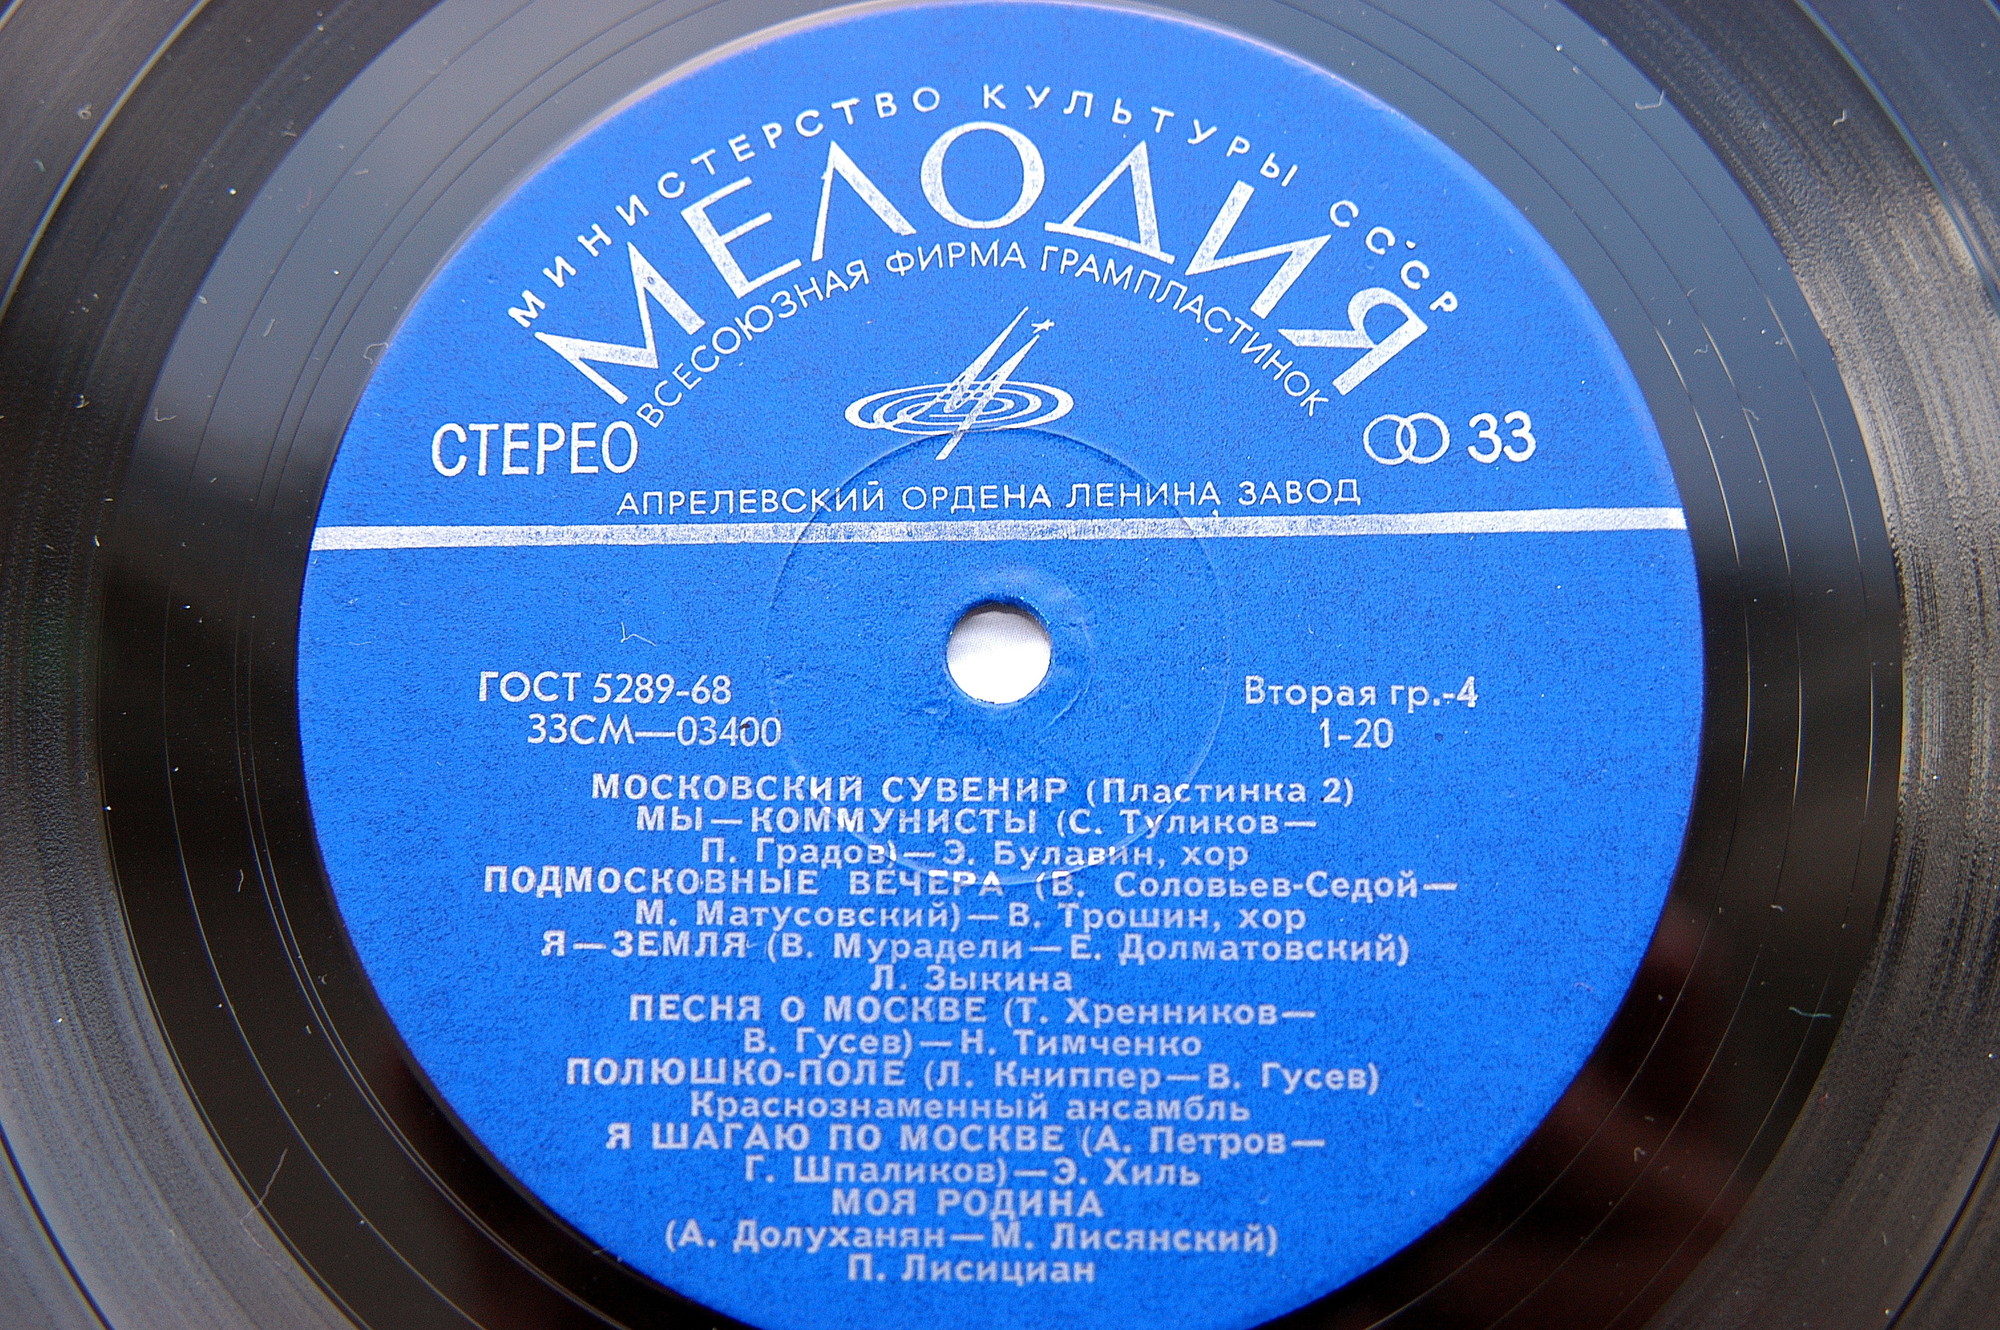 МИНИСТЕРСТВО КУЛЬТУРЫ СССР
МЕЛОДИЯ
ВСЕСОЮЗНАЯ ФИРМА ГРАМПЛАСТИНОК
СТЕРЕО
33
АПРЕЛЕВСКИЙ ОРДЕНА ЛЕНИНА ЗАВОД
ГОСТ 5289-68
Вторая гр.-4
33СМ—03400
1-20
МОСКОВСКИЙ СУВЕНИР (Пластинка 2)
МЫ—КОММУНИСТЫ (С. Туликов—
П. Градов)—Э. Булавин, хор
ПОДМОСКОВНЫЕ ВЕЧЕРА (В. Соловьев-Седой—
М. Матусовский)—В. Трошин, хор
Я—ЗЕМЛЯ (В. Мурадели—Е. Долматовский)
Л. Зыкина
ПЕСНЯ О МОСКВЕ (Т. Хренников—
В. Гусев)—Н. Тимченко
ПОЛЮШКО-ПОЛЕ (Л. Книппер—В. Гусев)
Краснознаменный ансамбль
Я ШАГАЮ ПО МОСКВЕ (А. Петров—
Г. Шпаликов)—Э. Хиль
МОЯ РОДИНА
(А. Долуханян—М. Лисянский)
П. Лисициан